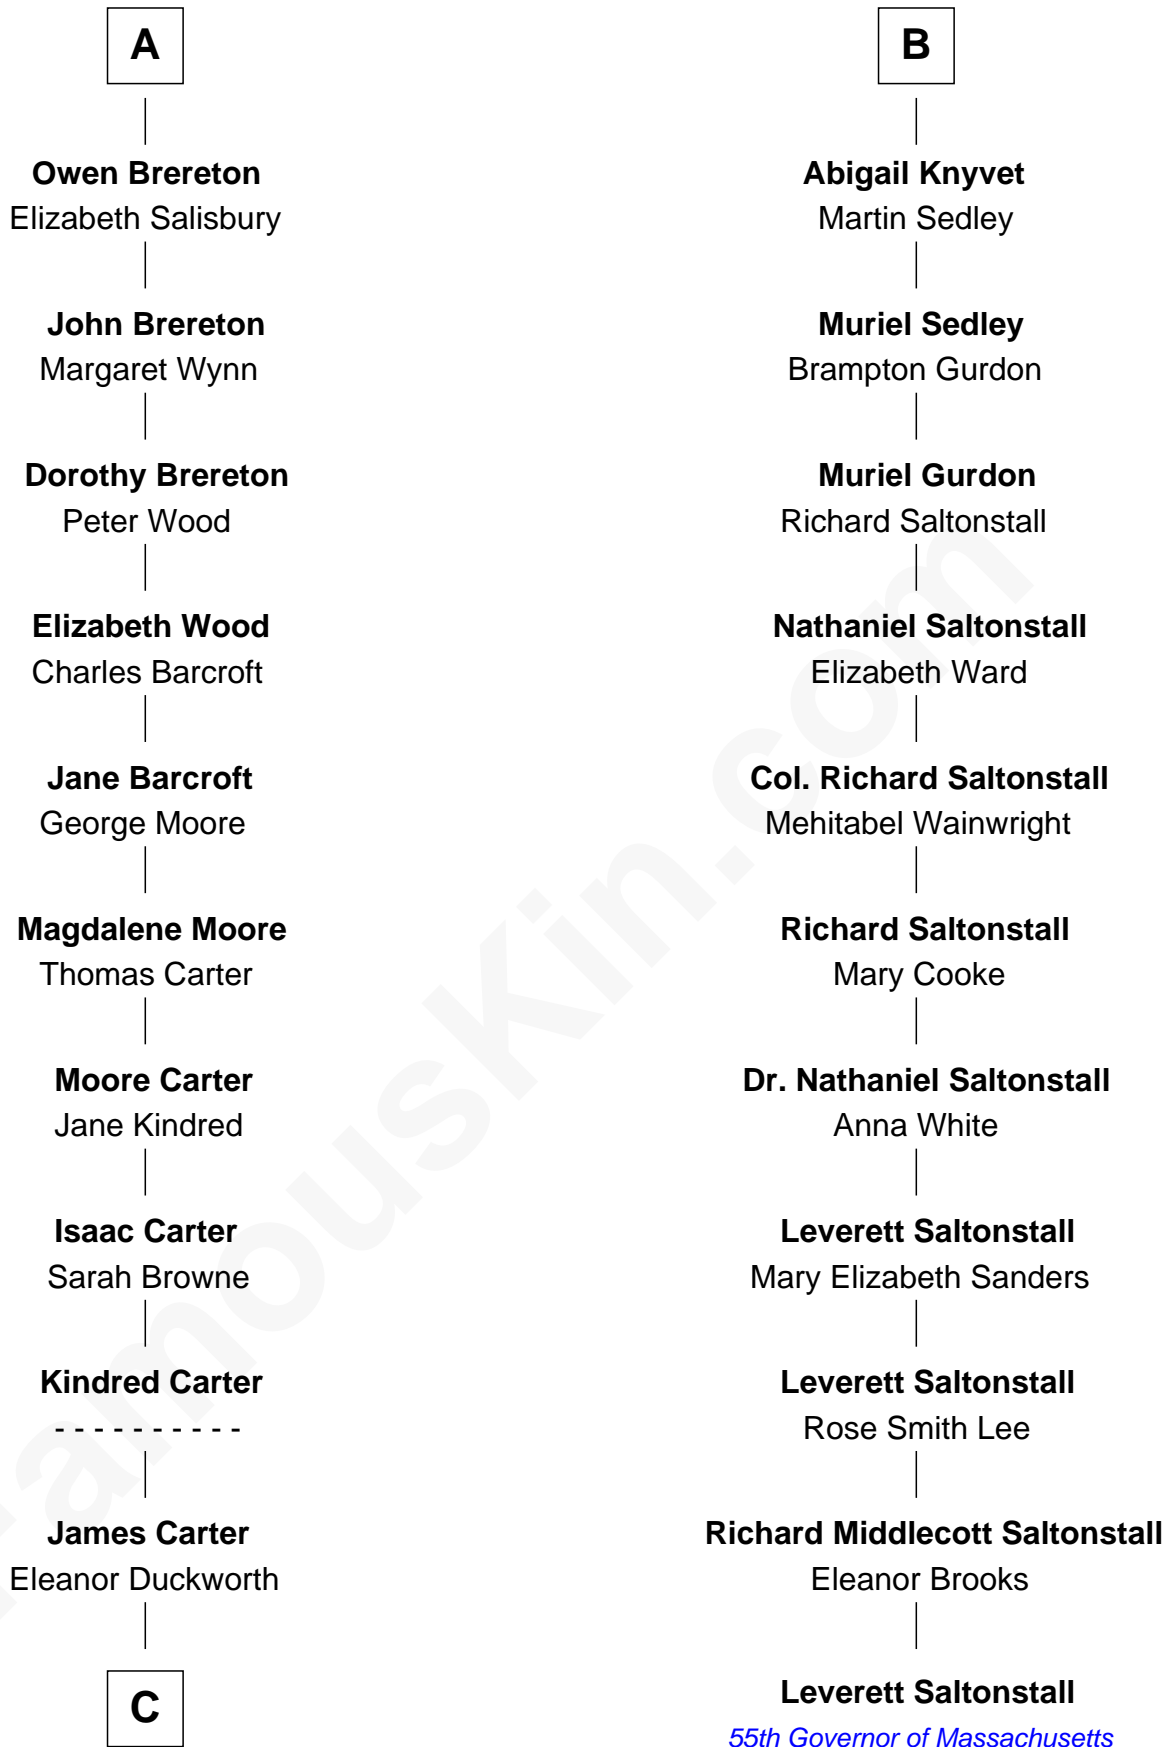 A
Owen Brereton
Elizabeth Salisbury
John Brereton
Margaret Wynn
Dorothy Brereton
Peter Wood
Elizabeth Wood
Charles Barcroft
Jane Barcroft
George Moore
Magdalene Moore
Thomas Carter
Moore Carter
Jane Kindred
Isaac Carter
Sarah Browne
Kindred Carter
- - - - - - - - - -
James Carter
Eleanor Duckworth
C
B
Abigail Knyvet
Martin Sedley
Muriel Sedley
Brampton Gurdon
Muriel Gurdon
Richard Saltonstall
Nathaniel Saltonstall
Elizabeth Ward
Col. Richard Saltonstall
Mehitabel Wainwright
Richard Saltonstall
Mary Cooke
Dr. Nathaniel Saltonstall
Anna White
Leverett Saltonstall
Mary Elizabeth Sanders
Leverett Saltonstall
Rose Smith Lee
Richard Middlecott Saltonstall
Eleanor Brooks
Leverett Saltonstall
55th Governor of Massachusetts
FamousKin.com